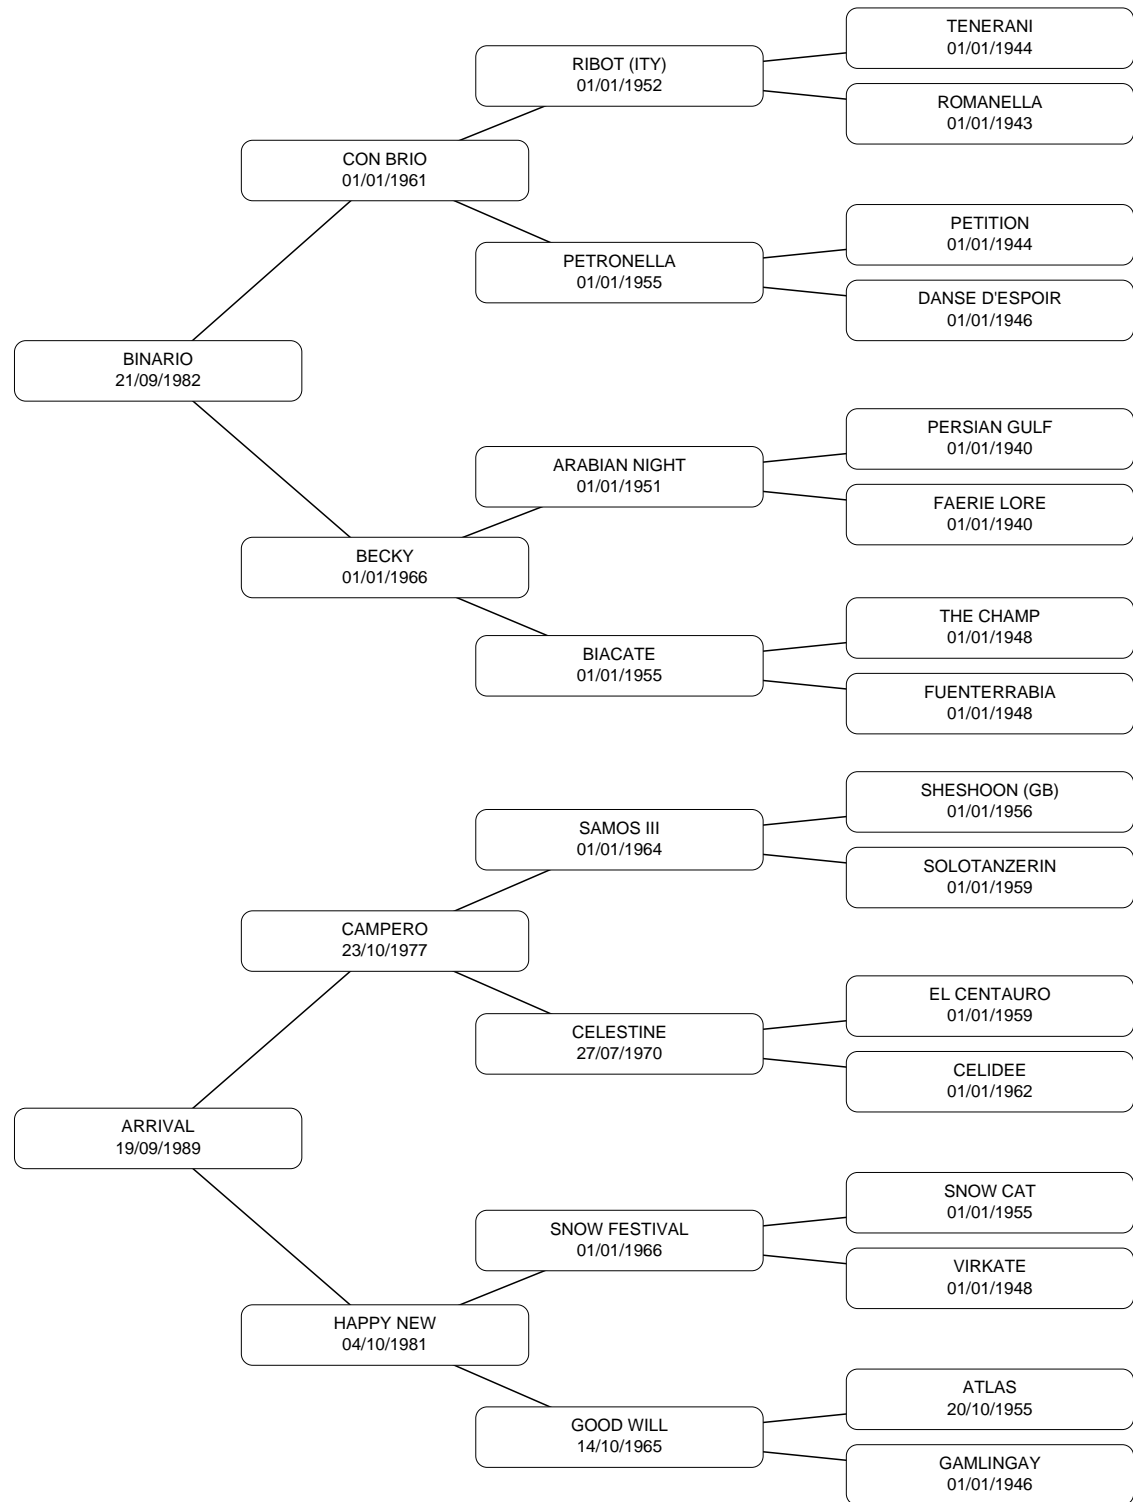 TENERANI
01/01/1944
RIBOT (ITY)
01/01/1952
ROMANELLA
01/01/1943
CON BRIO
01/01/1961
PETITION
01/01/1944
PETRONELLA
01/01/1955
DANSE D'ESPOIR
01/01/1946
BINARIO
21/09/1982
PERSIAN GULF
01/01/1940
ARABIAN NIGHT
01/01/1951
FAERIE LORE
01/01/1940
BECKY
01/01/1966
THE CHAMP
01/01/1948
BIACATE
01/01/1955
FUENTERRABIA
01/01/1948
SHESHOON (GB)
01/01/1956
SAMOS III
01/01/1964
SOLOTANZERIN
01/01/1959
CAMPERO
23/10/1977
EL CENTAURO
01/01/1959
CELESTINE
27/07/1970
CELIDEE
01/01/1962
ARRIVAL
19/09/1989
SNOW CAT
01/01/1955
SNOW FESTIVAL
01/01/1966
VIRKATE
01/01/1948
HAPPY NEW
04/10/1981
ATLAS
20/10/1955
GOOD WILL
14/10/1965
GAMLINGAY
01/01/1946